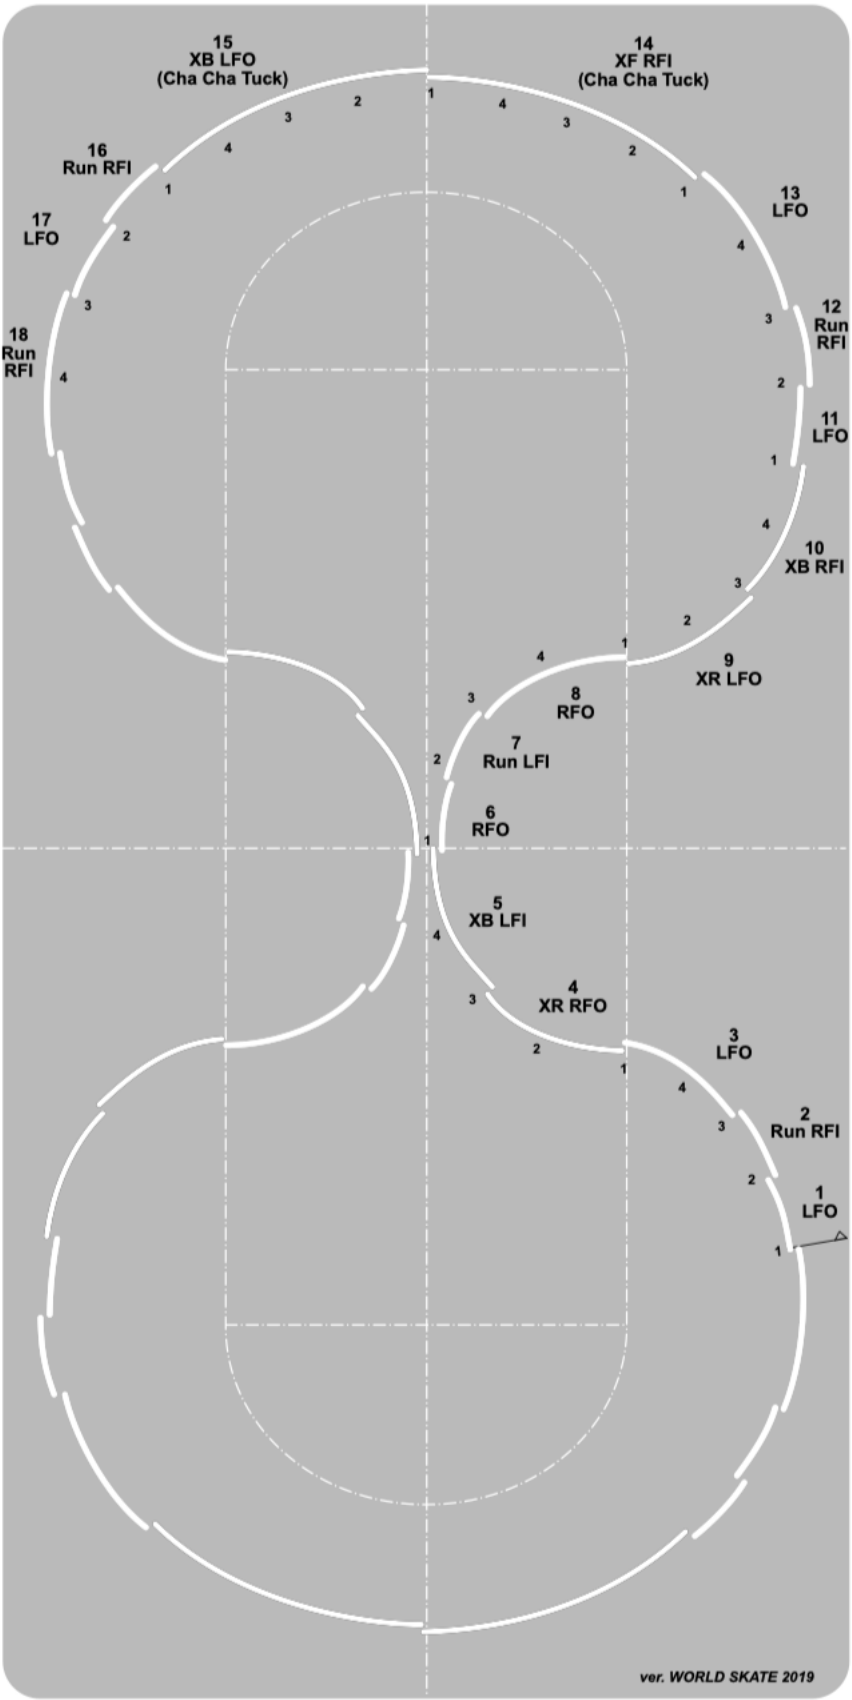 15
XB LFO
(Cha Cha Tuck)
14
XF RFI
(Cha Cha Tuck)
1
4
3
2
1
2
3
4
1
16
Run RFI
17
LFO
2
3
18
Run
RFI
4
13
LFO
4
3
12
Run
RFI
2
11
LFO
1
4
10
XB RFI
3
2
9
XR LFO
1
4
8
RFO
3
7
Run LFI
2
6
RFO
1
5
XB LFI
4
4
XR RFO
3
2
1
3
LFO
4
3
2
Run RFI
2
1
LFO
1
ver. WORLD SKATE 2019